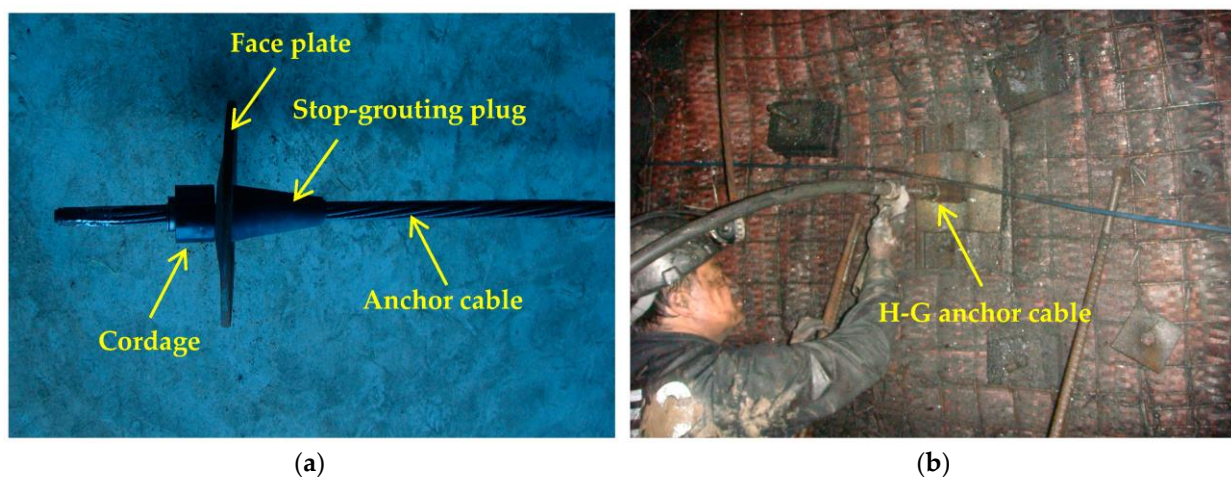 Face plate
Stop-grouting plug
Anchor cable
Cordage
H-G anchor cable
(a)
(b)